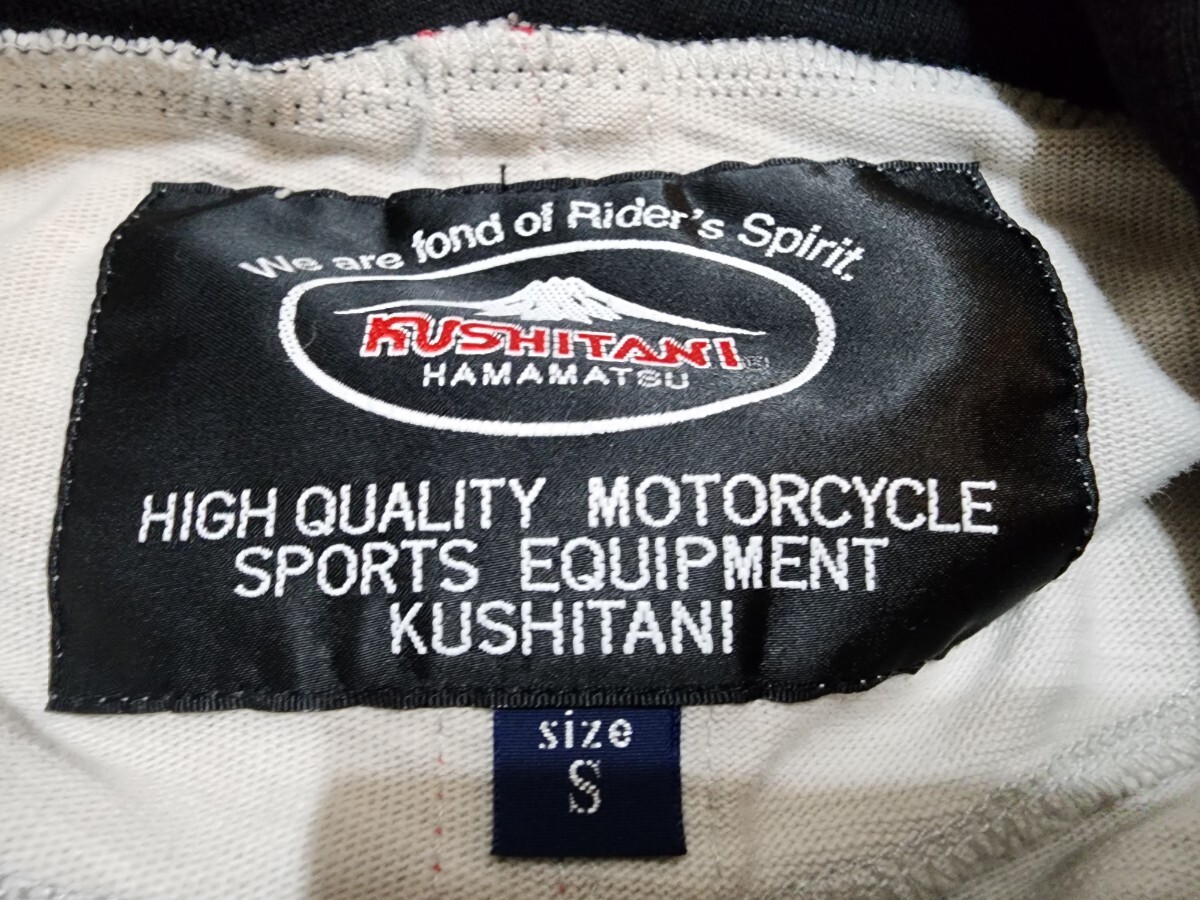 We are fond of Rider's Spirit.
KUSHITANI
HAMAMATSU
HIGH QUALITY MOTORCYCLE
SPORTS EQUIPMENT
KUSHITANI
size
S